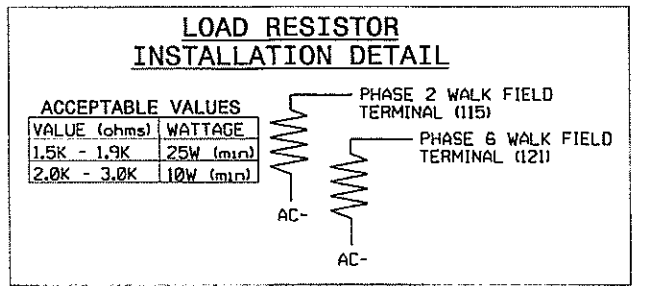 LOAD RESISTOR
INSTALLATION DETAIL
ACCEPTABLE VALUES
VALUE (ohms) WATTAGE
1.5K - 1.9K 25W (min)
2.0K - 3.0K 10W (min)
PHASE 2 WALK FIELD
TERMINAL (115)
PHASE 6 WALK FIELD
TERMINAL (121)
AC-
AC-